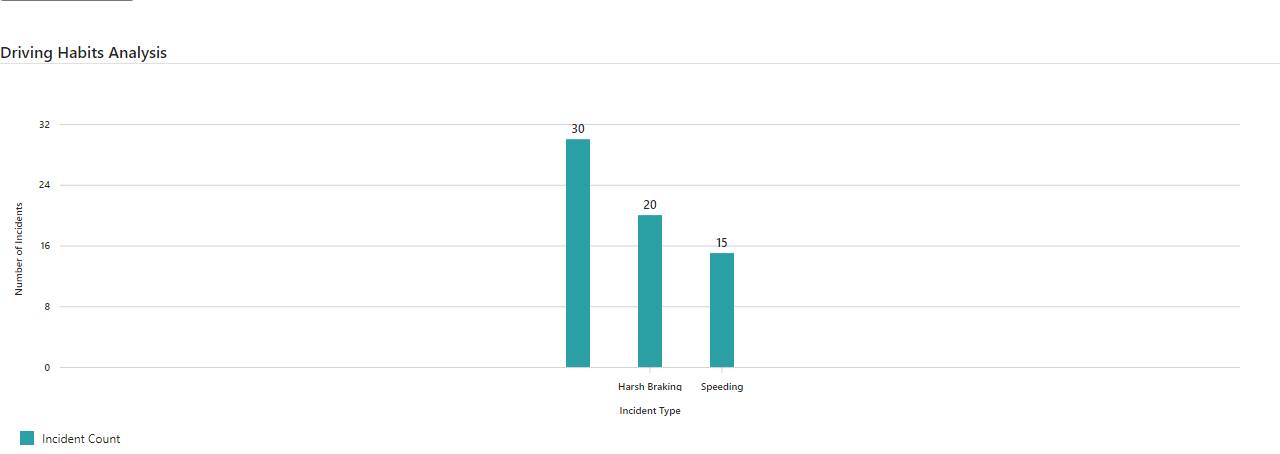 Driving Habits Analysis
32
30
24
20
16
15
8
0
Number of Incidents
Harsh Braking Speeding
Incident Type
Incident Count